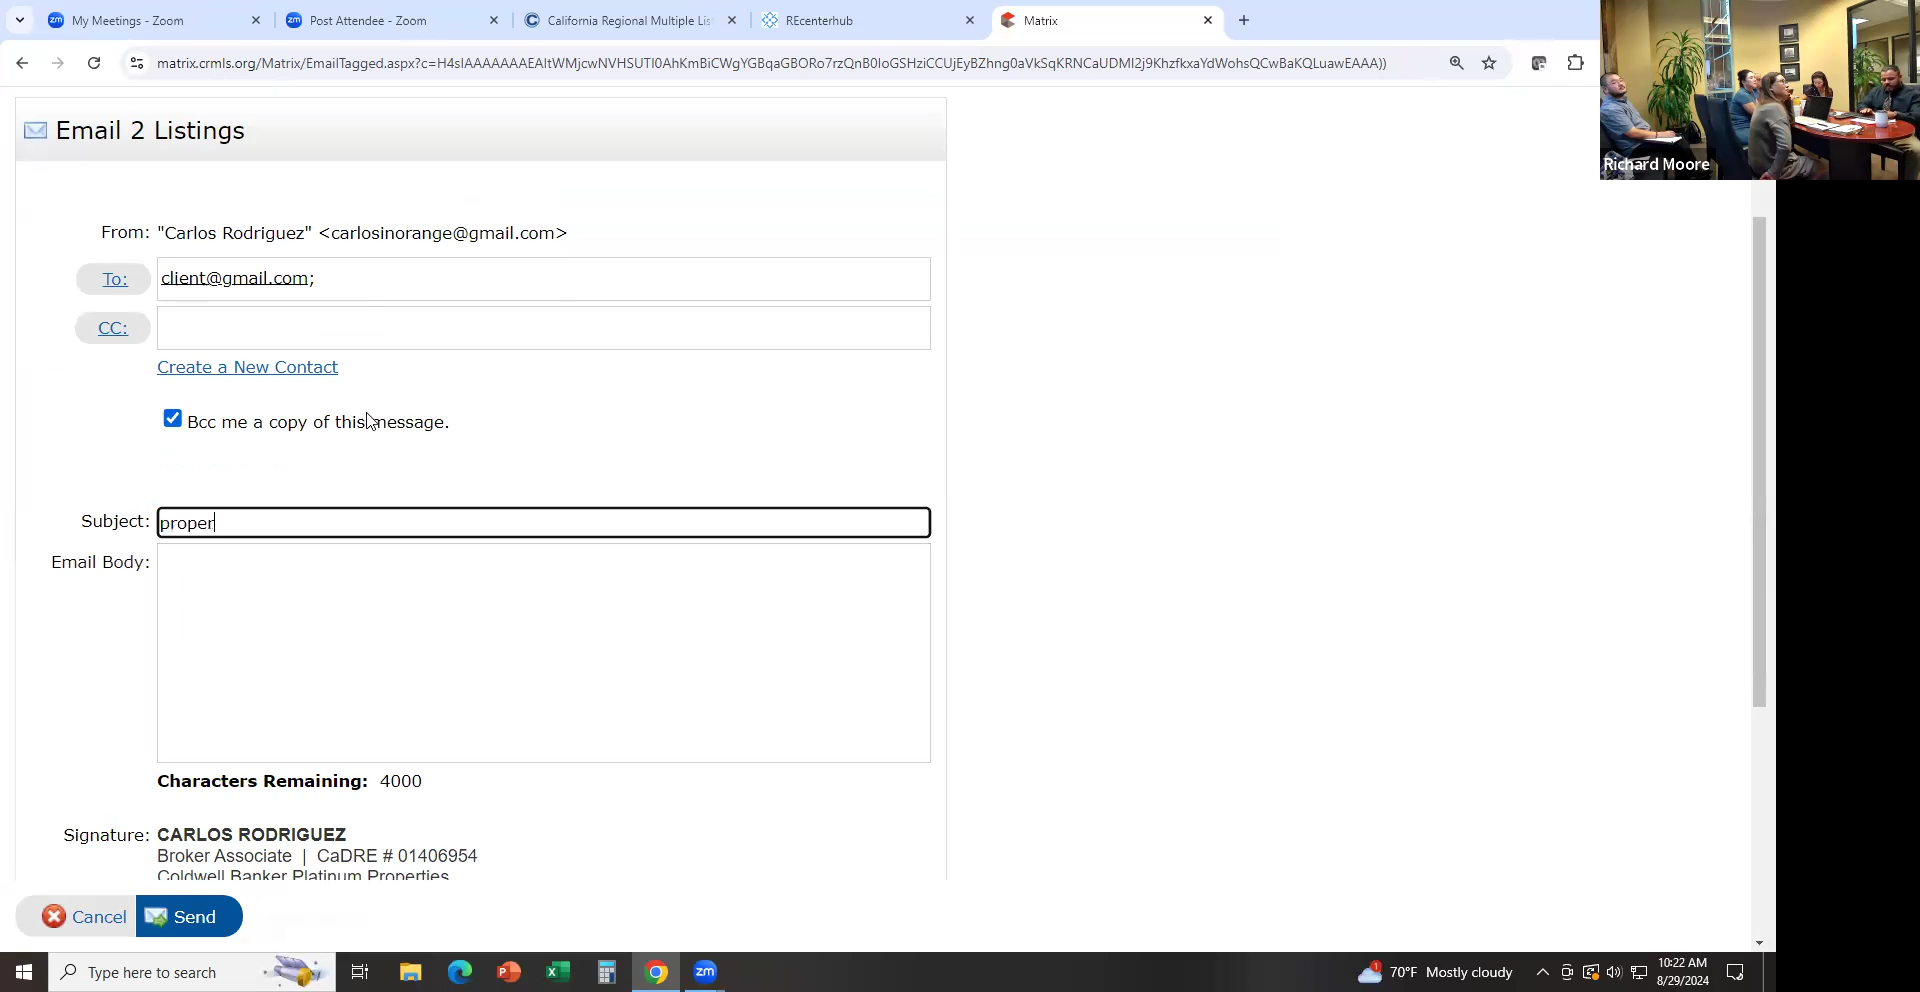 My Meetings - Zoom
Post Attendee - Zoom
California Regional Multiple Lis
REcenterhub
Matrix
matrix.crmls.org/Matrix/EmailTagged.aspx?c=H4sIAAAAAAAEAItWMjcwNVHSUTI0AhKmBiCWgYGBqaGBORo7rzQnB0IoGSHziCCUjEyBZhng0aVkSqKRNCaUDMI2j9KhzfkxaYdWohsQCwBaKQLuawEAAA))
Richard Moore
Email 2 Listings
From: "Carlos Rodriguez" <carlosinorange@gmail.com>
To: client@gmail.com;
CC:
Create a New Contact
Bcc me a copy of this message.
Subject: proper
Email Body:
Characters Remaining: 4000
Signature: CARLOS RODRIGUEZ
Broker Associate | CaDRE # 01406954
Coldwell Banker Platinum Properties
Cancel Send
Type here to search
70°F Mostly cloudy
10:22 AM
8/29/2024